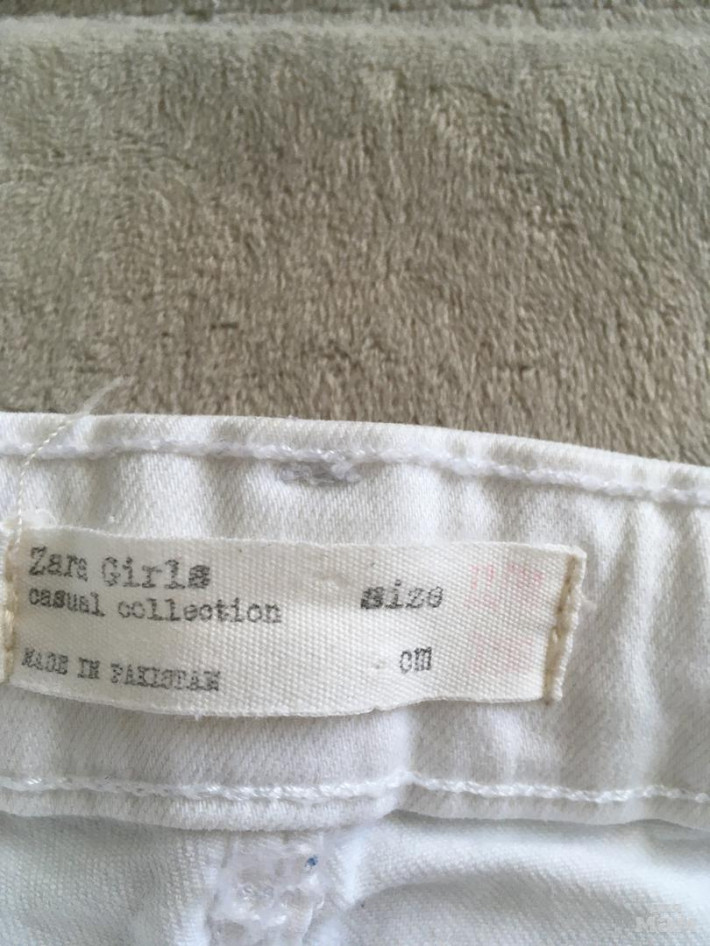 Zara Girls
casual collection
size
cm
MADE IN PAKISTAN